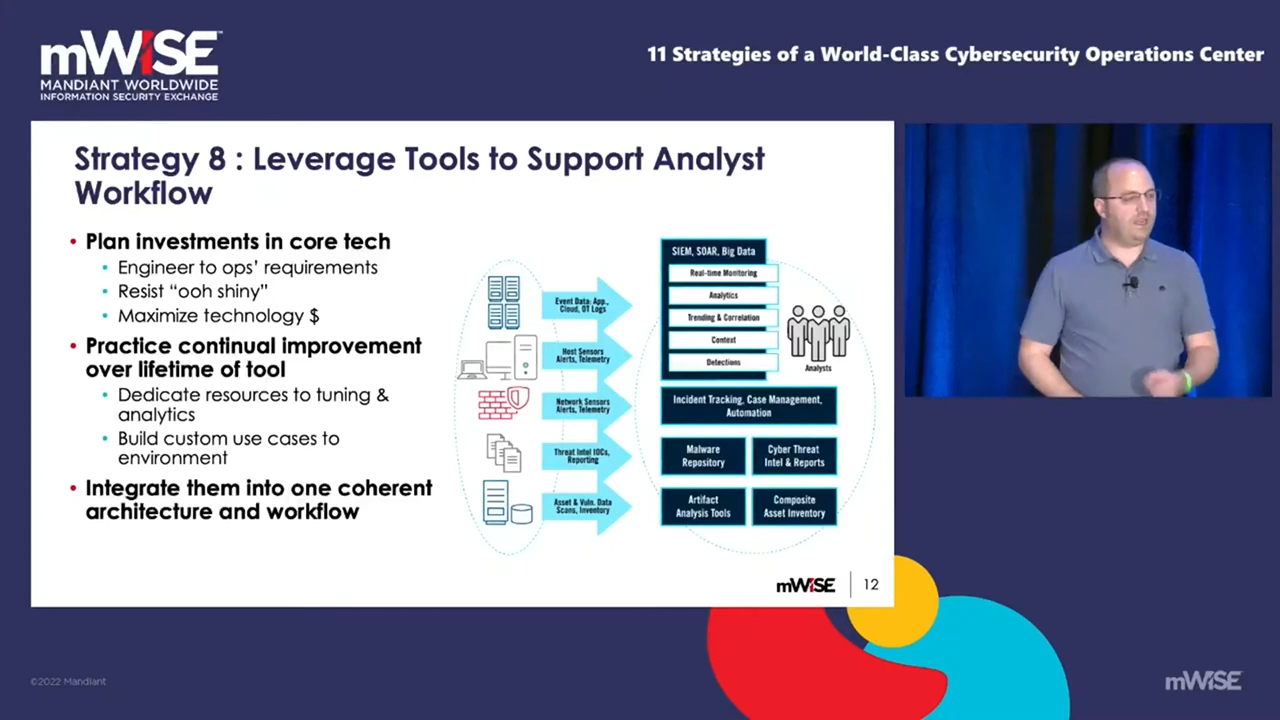 mWISE™
MANDIANT WORLDWIDE
INFORMATION SECURITY EXCHANGE
11 Strategies of a World-Class Cybersecurity Operations Center
Strategy 8 : Leverage Tools to Support Analyst
Workflow
• Plan investments in core tech
• Engineer to ops’ requirements
• Resist “ooh shiny”
• Maximize technology $
• Practice continual improvement
over lifetime of tool
• Dedicate resources to tuning &
analytics
• Build custom use cases to
environment
• Integrate them into one coherent
architecture and workflow
Event Data: App.,
Cloud, OT Logs
Host Sensors
Alerts, Telemetry
Network Sensors
Alerts, Telemetry
Threat Intel IOCs,
Reporting
Asset & Vuln. Data
Scans, Inventory
SIEM, SOAR, Big Data
Real-time Monitoring
Analytics
Trending & Correlation
Context
Detections
Analysts
Incident Tracking, Case Management,
Automation
Malware
Repository
Cyber Threat
Intel & Reports
Artifact
Analysis Tools
Composite
Asset Inventory
mWISE
12
©2022 Mandiant
mWISE